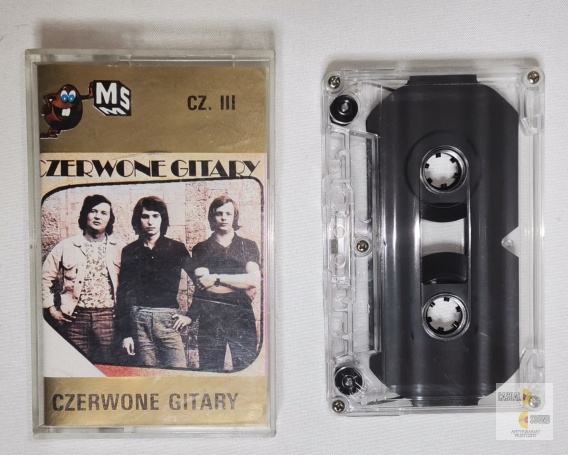 MS
CZ. III
CZERWONE GITARY
CZERWONE GITARY